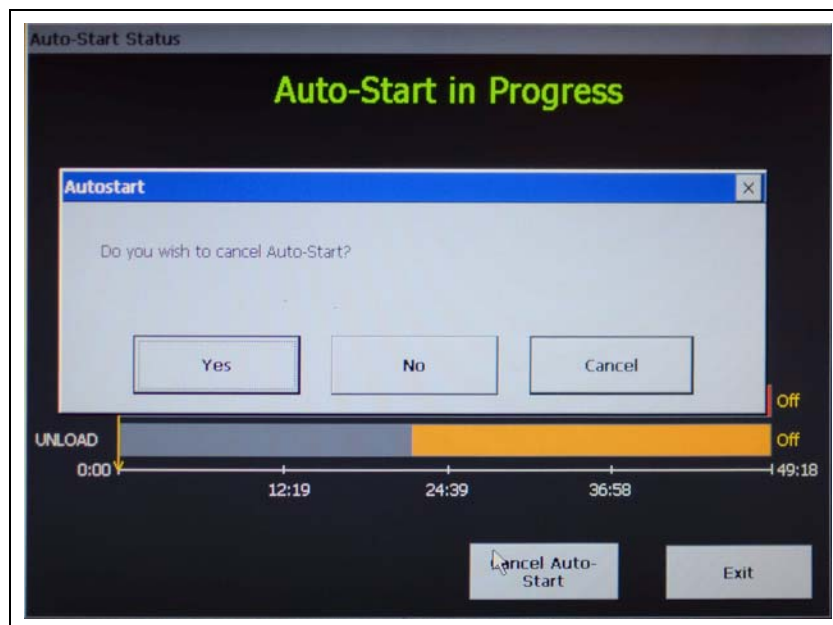 Auto-Start Status
Auto-Start in Progress
Autostart
Do you wish to cancel Auto-Start?
Yes
No
Cancel
Off
UNLOAD
Off
0:00
49:18
12:19
24:39
36:58
Cancel Auto-
Start
Exit